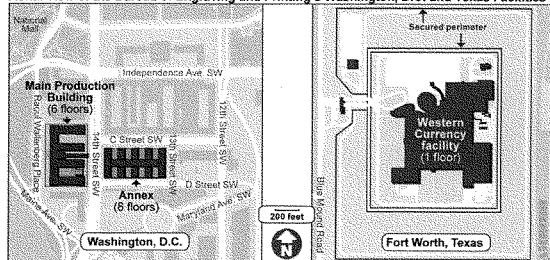 National
Mall
Independence Ave. SW
Main Production
Building
(6 floors)
Raoul Wallenberg Place
14th Street SW
C Street SW
13th Street SW
12th Street SW
D Street SW
Annex
(6 floors)
Maine Ave. SW
Maryland Ave. SW
Washington, D.C.
200 feet
N
Blue Mound Road
Secured perimeter
Western
Currency
facility
(1 floor)
Fort Worth, Texas